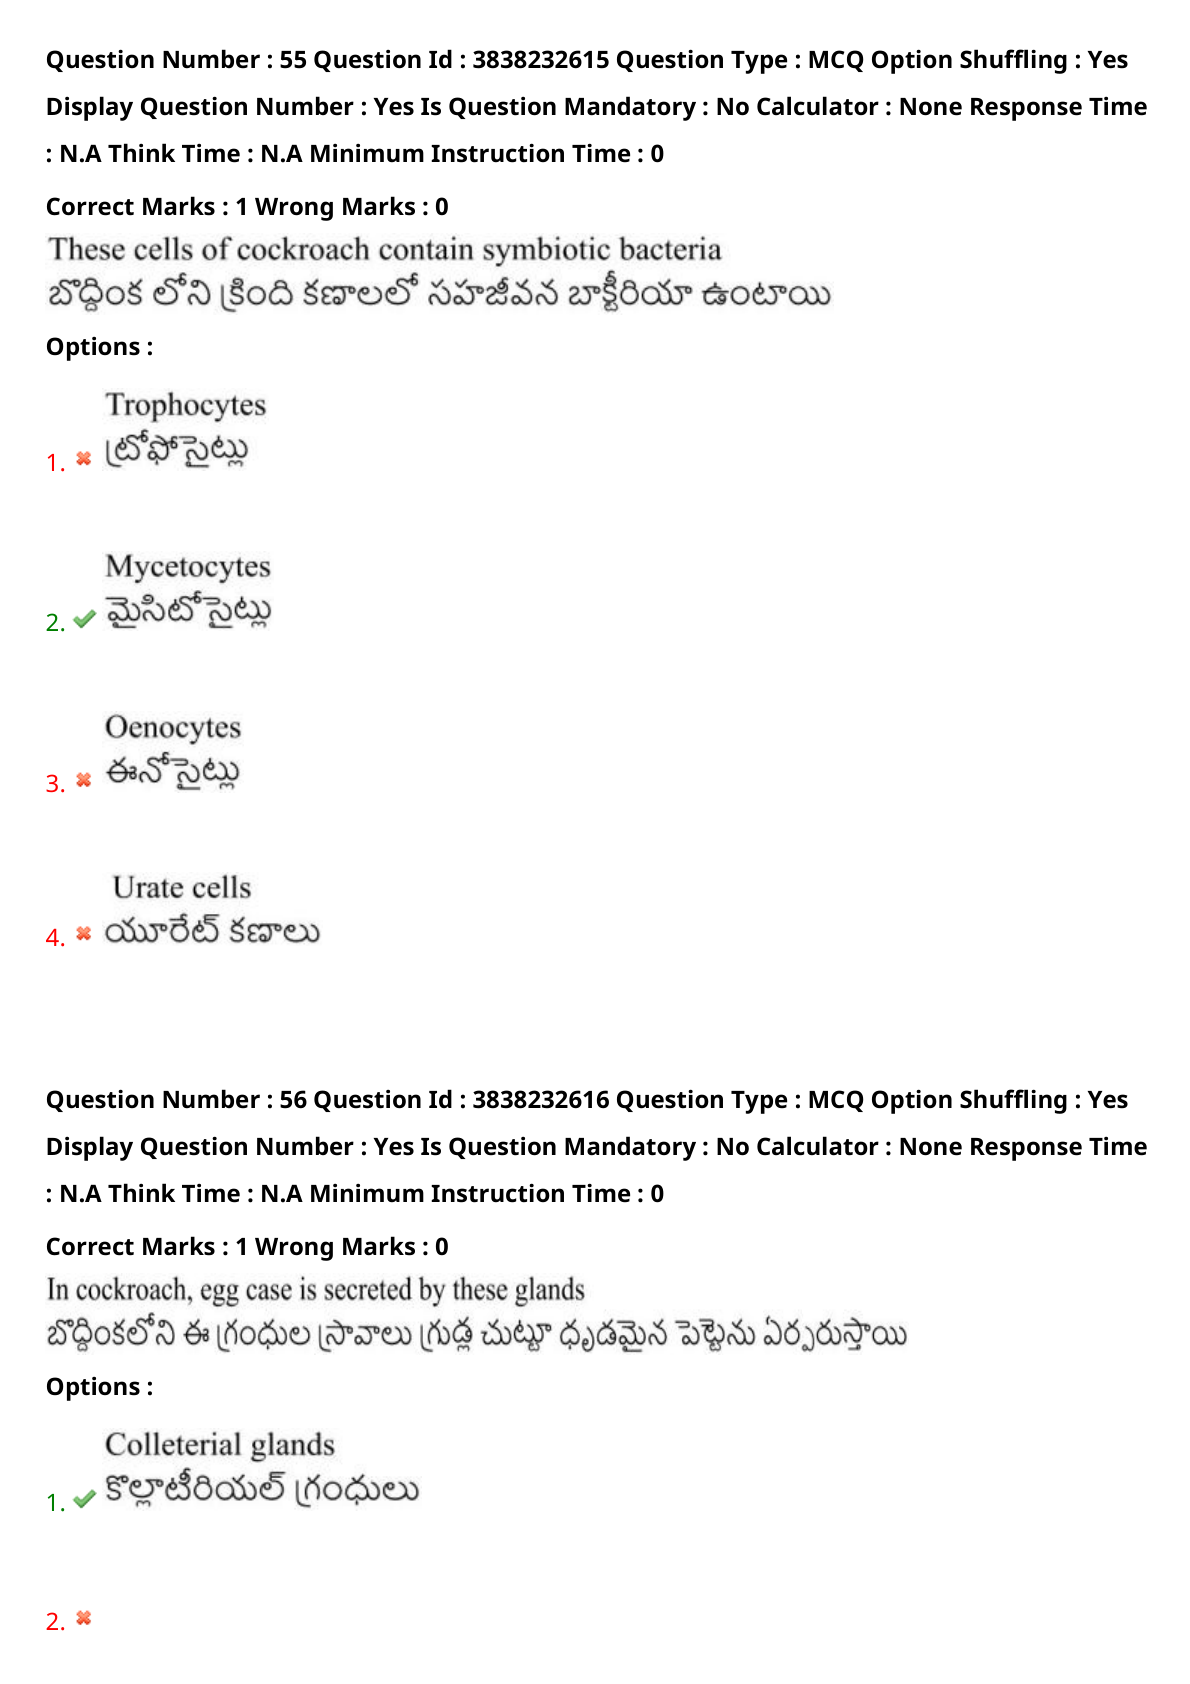 Question Number : 55 Question Id : 3838232615 Question Type : MCQ Option Shuffling : Yes
Display Question Number : Yes Is Question Mandatory : No Calculator : None Response Time
: N.A Think Time : N.A Minimum Instruction Time : 0
Correct Marks : 1 Wrong Marks : 0
These cells of cockroach contain symbiotic bacteria
బొద్దింక లోని క్రింది కణాలలో సహజీవన బాక్టీరియా ఉంటాయి
Options :
Trophocytes
ట్రోఫోసైట్లు
1.
Mycetocytes
మైసిటోసైట్లు
2.
Oenocytes
ఈనోసైట్లు
3.
Urate cells
యూరేట్ కణాలు
4.
Question Number : 56 Question Id : 3838232616 Question Type : MCQ Option Shuffling : Yes
Display Question Number : Yes Is Question Mandatory : No Calculator : None Response Time
: N.A Think Time : N.A Minimum Instruction Time : 0
Correct Marks : 1 Wrong Marks : 0
In cockroach, egg case is secreted by these glands
బొద్దింకలోని ఈ గ్రంధుల స్రావాలు గ్రుడ్ల చుట్టూ ధృడమైన పెట్టెను ఏర్పరుస్తాయి
Options :
Colleterial glands
కొల్లాటీరియల్ గ్రంధులు
1.
2.